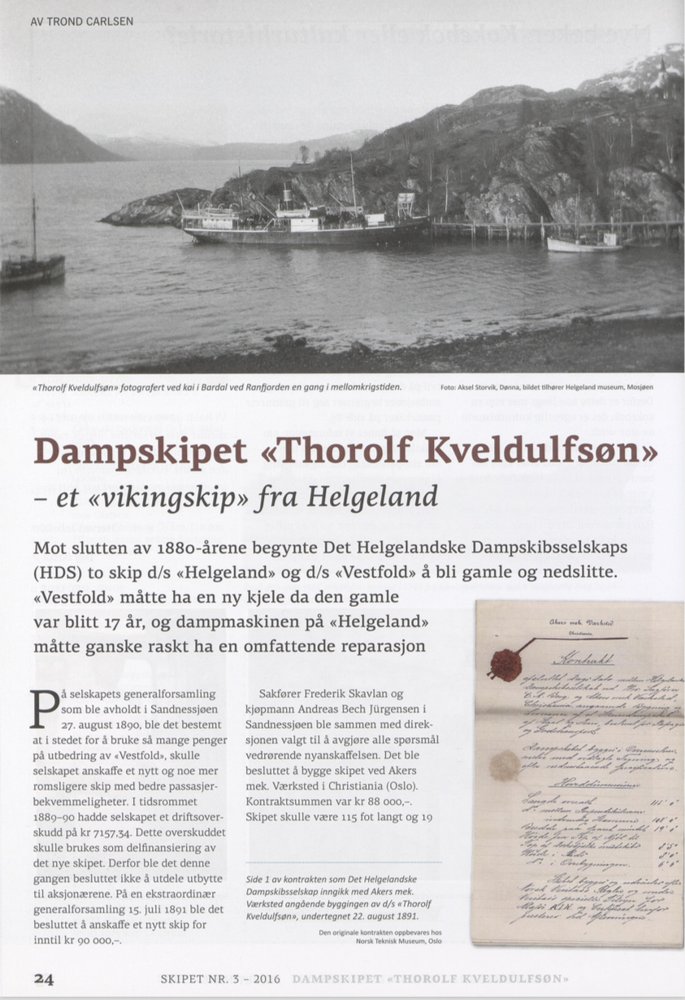 AV TROND CARLSEN
«Thorolf Kveldulfsøn» fotografert ved kai i Bardal ved Ranfjorden en gang i mellomkrigstiden.
Foto: Aksel Storvik, Dønna, bildet tilhører Helgeland museum, Mosjøen
Dampskipet «Thorolf Kveldulfsøn»
– et «vikingskip» fra Helgeland
Mot slutten av 1880-årene begynte Det Helgelandske Dampskibsselskaps
(HDS) to skip d/s «Helgeland» og d/s «Vestfold» å bli gamle og nedslitte.
«Vestfold» måtte ha en ny kjele da den gamle
var blitt 17 år, og dampmaskinen på «Helgeland»
måtte ganske raskt ha en omfattende reparasjon
På selskapets generalforsamling
som ble avholdt i Sandnessjøen
27. august 1890, ble det bestemt
at i stedet for å bruke så mange penger
på utbedring av «Vestfold», skulle
selskapet anskaffe et nytt og noe mer
romsligere skip med bedre passasjer-
bekvemmeligheter. I tidsrommet
1889–90 hadde selskapet et driftsover-
skudd på kr 7157,34. Dette overskuddet
skulle brukes som delfinansiering av
det nye skipet. Derfor ble det denne
gangen besluttet ikke å utdele utbytte
til aksjonærene. På en ekstraordinær
generalforsamling 15. juli 1891 ble det
besluttet å anskaffe et nytt skip for
inntil kr 90 000,–.
Sakfører Frederik Skavlan og
kjøpmann Andreas Bech Jürgensen i
Sandnessjøen ble sammen med direk-
sjonen valgt til å avgjøre alle spørsmål
vedrørende nyanskaffelsen. Det ble
besluttet å bygge skipet ved Akers
mek. Værksted i Christiania (Oslo).
Kontraktsummen var kr 88 000,–.
Skipet skulle være 115 fot langt og 19
Side 1 av kontrakten som Det Helgelandske
Dampskibsselskap inngikk med Akers mek.
Værksted angående byggingen av d/s «Thorolf
Kveldulfsøn», undertegnet 22. august 1891.
Den originale kontrakten oppbevares hos
Norsk Teknisk Museum, Oslo
Akers mek. Værksted
Christiania.
Kontrakt
Hoveddimensioner
24
SKIPET NR. 3 – 2016 DAMPSKIPET «THOROLF KVELDULFSØN»